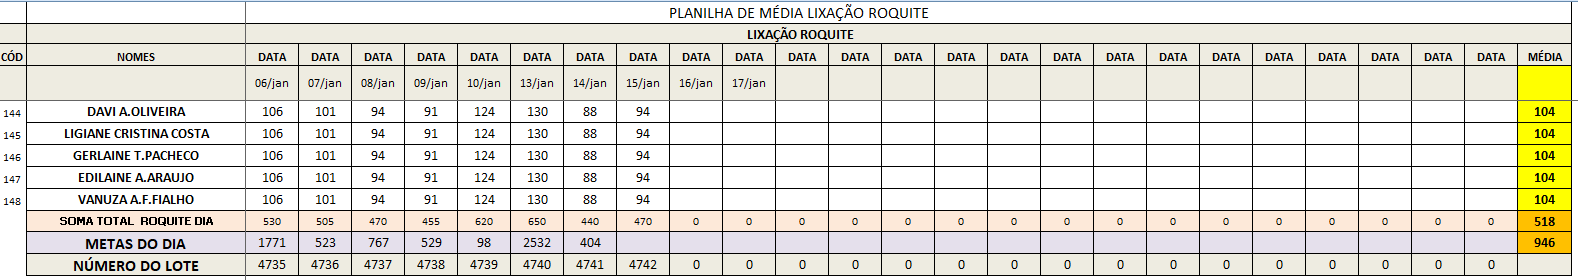 PLANILHA DE MÉDIA LIXAÇÃO ROQUITE
LIXAÇÃO ROQUITE
CÓD NOMES DATA DATA DATA DATA DATA DATA DATA DATA DATA DATA DATA DATA DATA DATA DATA DATA DATA DATA DATA DATA DATA DATA DATA DATA MÉDIA
06/jan 07/jan 08/jan 09/jan 10/jan 13/jan 14/jan 15/jan 16/jan 17/jan
144 DAVI A.OLIVEIRA 106 101 94 91 124 130 88 94 104
145 LIGIANE CRISTINA COSTA 106 101 94 91 124 130 88 94 104
146 GERLAINE T.PACHECO 106 101 94 91 124 130 88 94 104
147 EDILAINE A.ARAUJO 106 101 94 91 124 130 88 94 104
148 VANUZA A.F.FIALHO 106 101 94 91 124 130 88 94 104
SOMA TOTAL ROQUITE DIA 530 505 470 455 620 650 440 470 0 0 0 0 0 0 0 0 0 0 0 0 0 0 0 0 518
METAS DO DIA 1771 523 767 529 98 2532 404 946
NÚMERO DO LOTE 4735 4736 4737 4738 4739 4740 4741 4742 0 0 0 0 0 0 0 0 0 0 0 0 0 0 0 0